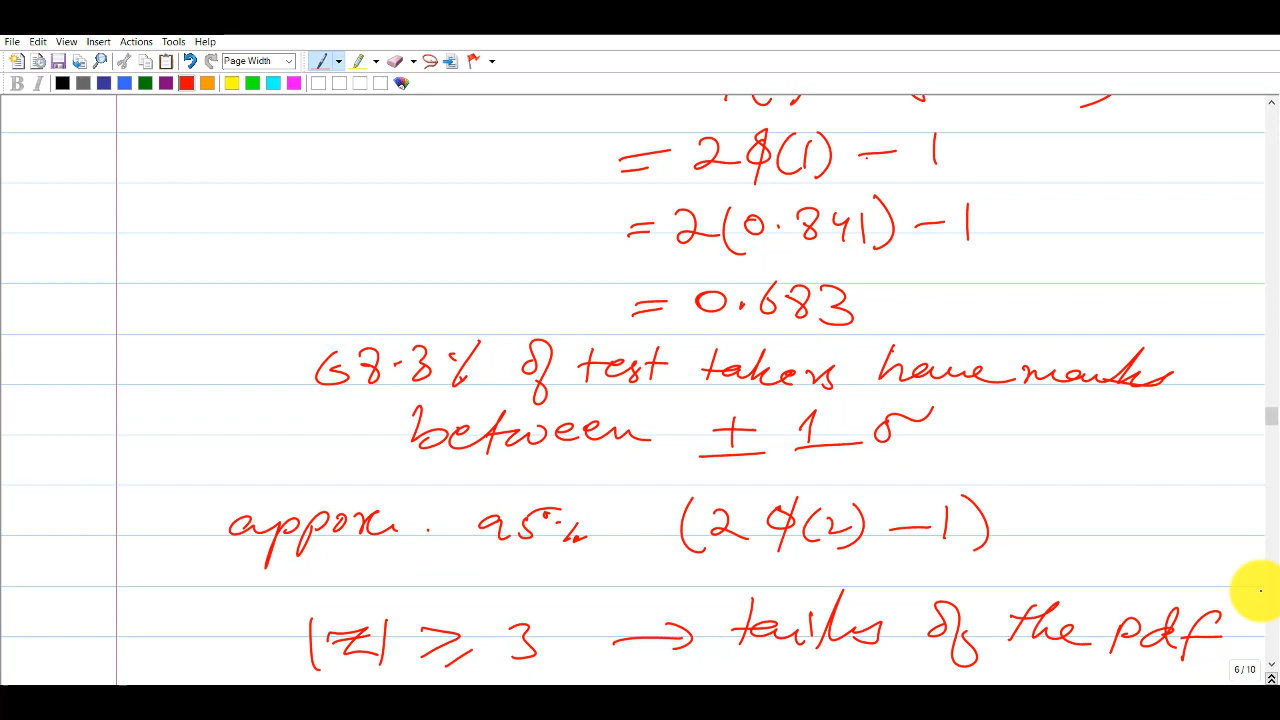 File Edit View Insert Actions Tools Help
Page Width
B I
= 2φ(1) - 1
= 2(0.841) - 1
= 0.683
68.3% of test takers have marks
between ± 1 σ
approx. 95% (2φ(2) - 1)
|z| ≥ 3 → tails of the pdf
6 / 10